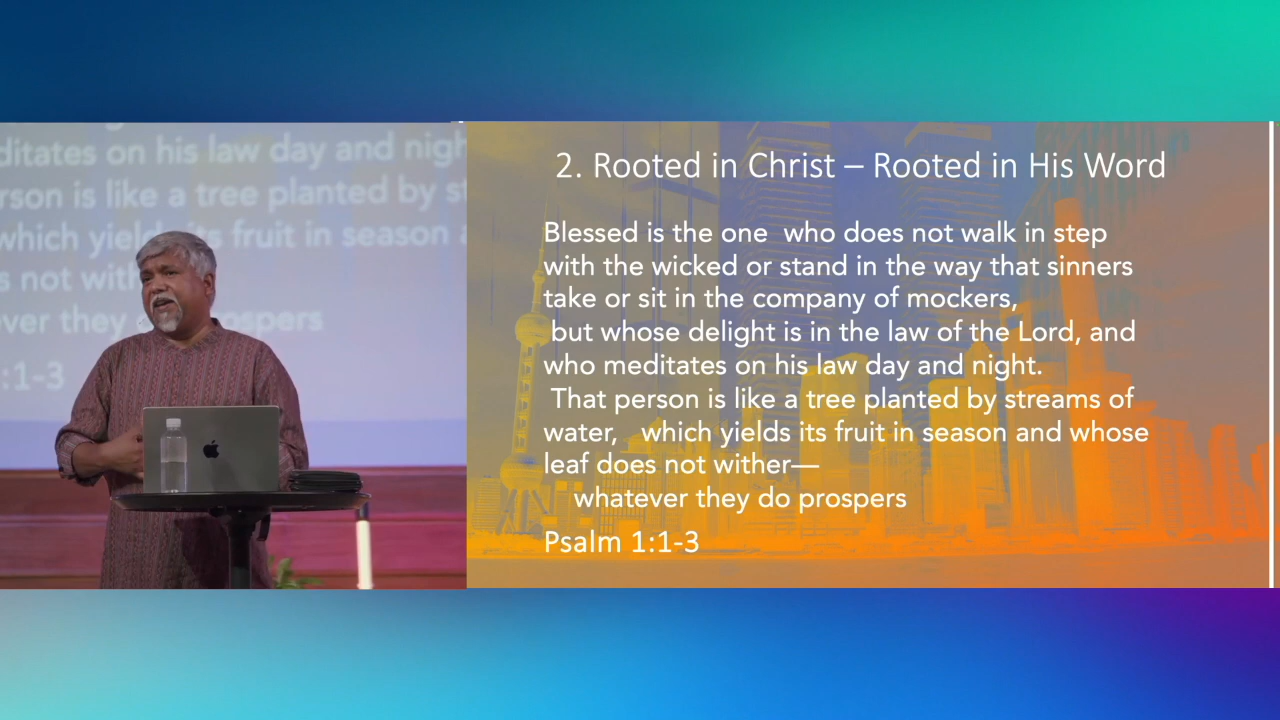 ditates on his law day and nigh
rson is like a tree planted by st
which yields its fruit in season
s not with
ver they do prospers
:1-3
2. Rooted in Christ – Rooted in His Word
Blessed is the one  who does not walk in step
with the wicked or stand in the way that sinners
take or sit in the company of mockers,
but whose delight is in the law of the Lord, and
who meditates on his law day and night.
That person is like a tree planted by streams of
water,   which yields its fruit in season and whose
leaf does not wither—
whatever they do prospers
Psalm 1:1-3